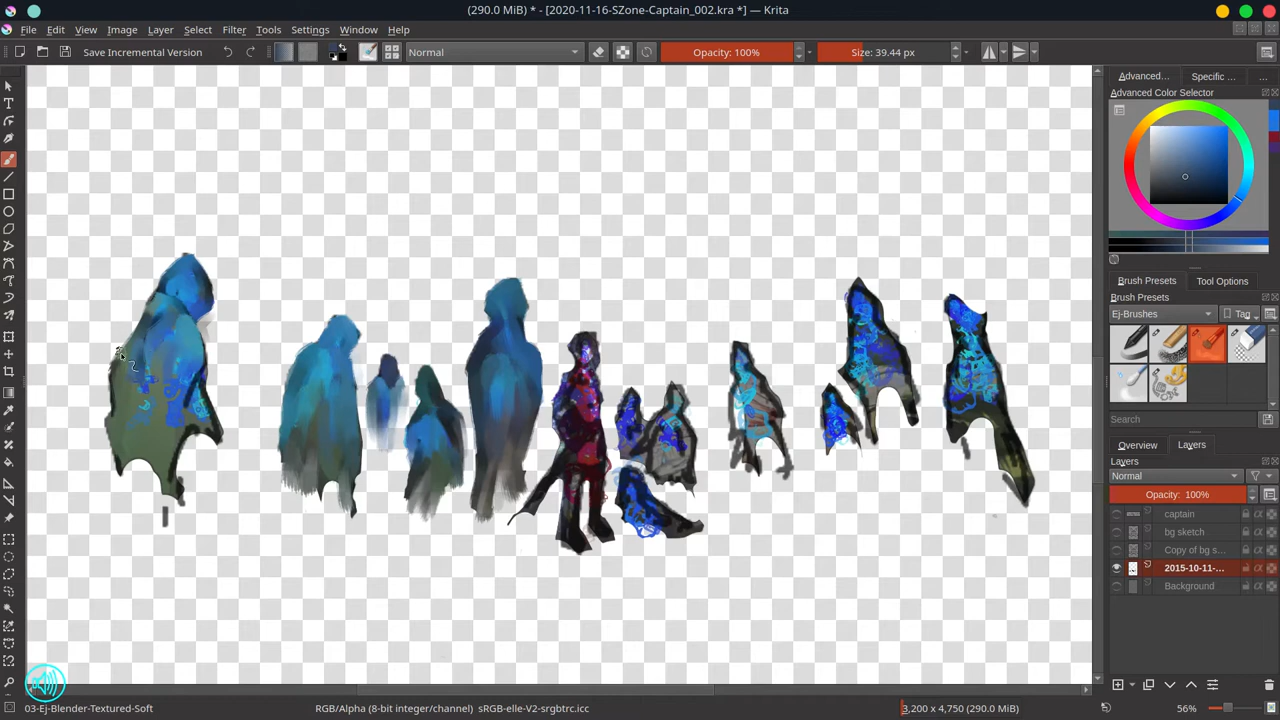 (290.0 MiB) * - [2020-11-16-SZone-Captain_002.kra *] — Krita
File Edit View Image Layer Select Filter Tools Settings Window Help
Save Incremental Version Normal Opacity: 100% Size: 39.44 px
Advanced... Specific ... ...
Advanced Color Selector
Brush Presets Tool Options
Brush Presets
Ej-Brushes Tag
Search
Overview Layers
Layers
Normal
Opacity: 100%
captain
bg sketch
Copy of bg s...
2015-10-11-...
Background
03-Ej-Blender-Textured-Soft RGB/Alpha (8-bit integer/channel) sRGB-elle-V2-srgbtrc.icc 3,200 x 4,750 (290.0 MiB) 56%